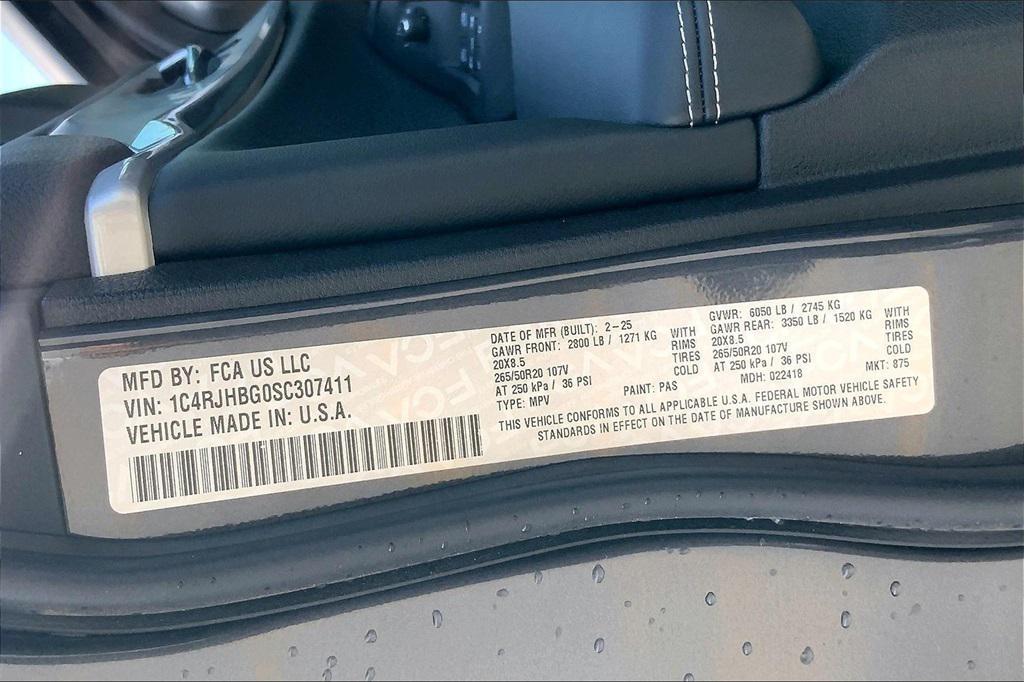 MFD BY: FCA US LLC
VIN: 1C4RJHBG0SC307411
VEHICLE MADE IN: U.S.A.
DATE OF MFR (BUILT): 2-25
GAWR FRONT: 2800 LB / 1271 KG WITH
20X8.5 RIMS
265/50R20 107V TIRES
AT 250 kPa / 36 PSI COLD
TYPE: MPV PAINT: PAS
GVWR: 6050 LB / 2745 KG
GAWR REAR: 3350 LB / 1520 KG WITH
20X8.5 RIMS
265/50R20 107V TIRES
AT 250 kPa / 36 PSI COLD
MDH: 022418 MKT: 875
THIS VEHICLE CONFORMS TO ALL APPLICABLE U.S.A. FEDERAL MOTOR VEHICLE SAFETY
STANDARDS IN EFFECT ON THE DATE OF MANUFACTURE SHOWN ABOVE.